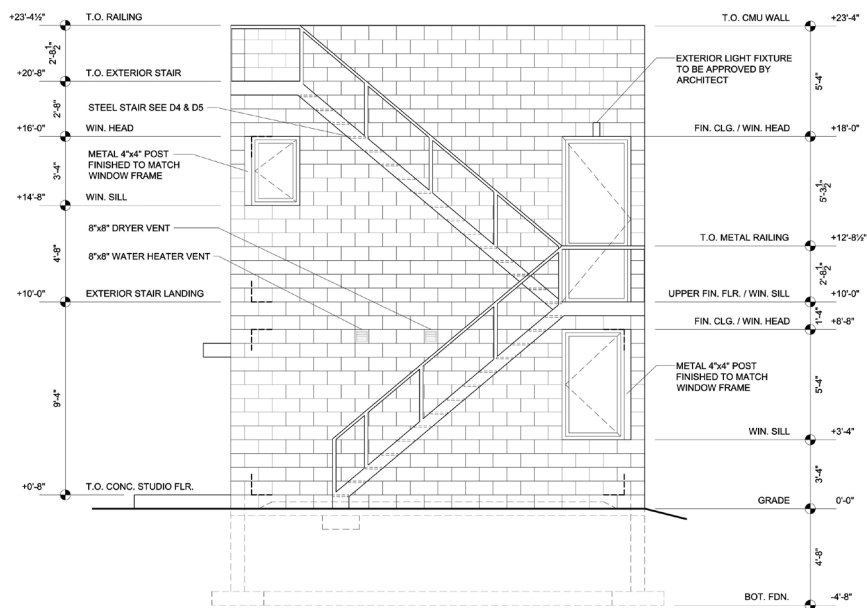 +23'-4½" T.O. RAILING
2'-8½"
+20'-8" T.O. EXTERIOR STAIR
2'-8"
STEEL STAIR SEE D4 & D5
+16'-0" WIN. HEAD
METAL 4"x4" POST
FINISHED TO MATCH
WINDOW FRAME
3'-4"
+14'-8" WIN. SILL
8"x8" DRYER VENT
4'-8"
8"x8" WATER HEATER VENT
+10'-0" EXTERIOR STAIR LANDING
9'-4"
+0'-8" T.O. CONC. STUDIO FLR.
T.O. CMU WALL +23'-4"
EXTERIOR LIGHT FIXTURE
TO BE APPROVED BY
ARCHITECT
5'-4"
FIN. CLG. / WIN. HEAD +18'-0"
5'-3½"
T.O. METAL RAILING +12'-8½"
2'-8½"
UPPER FIN. FLR. / WIN. SILL +10'-0"
1'-4"
FIN. CLG. / WIN. HEAD +8'-8"
METAL 4"x4" POST
FINISHED TO MATCH
WINDOW FRAME
5'-4"
WIN. SILL +3'-4"
3'-4"
GRADE 0'-0"
4'-8"
BOT. FDN. -4'-8"